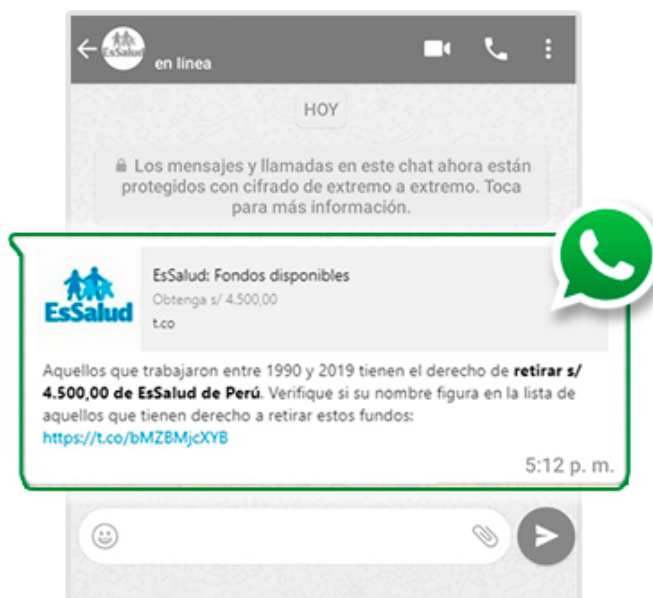 EsSalud
en línea
HOY
Los mensajes y llamadas en este chat ahora están
protegidos con cifrado de extremo a extremo. Toca
para más información.
EsSalud
EsSalud: Fondos disponibles
Obtenga s/ 4.500,00
t.co
Aquellos que trabajaron entre 1990 y 2019 tienen el derecho de retirar s/
4.500,00 de EsSalud de Perú. Verifique si su nombre figura en la lista de
aquellos que tienen derecho a retirar estos fundos:
https://t.co/bMZBMjcXYB
5:12 p. m.